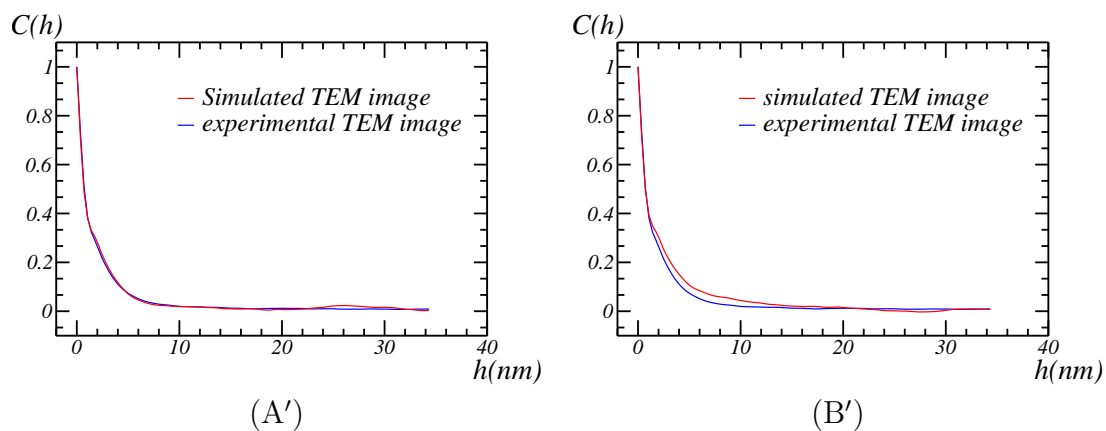 C(h)
1
0.8
0.6
0.4
0.2
0
Simulated TEM image
experimental TEM image
0 10 20 30 40
h(nm)
(A′)
C(h)
1
0.8
0.6
0.4
0.2
0
simulated TEM image
experimental TEM image
0 10 20 30 40
h(nm)
(B′)